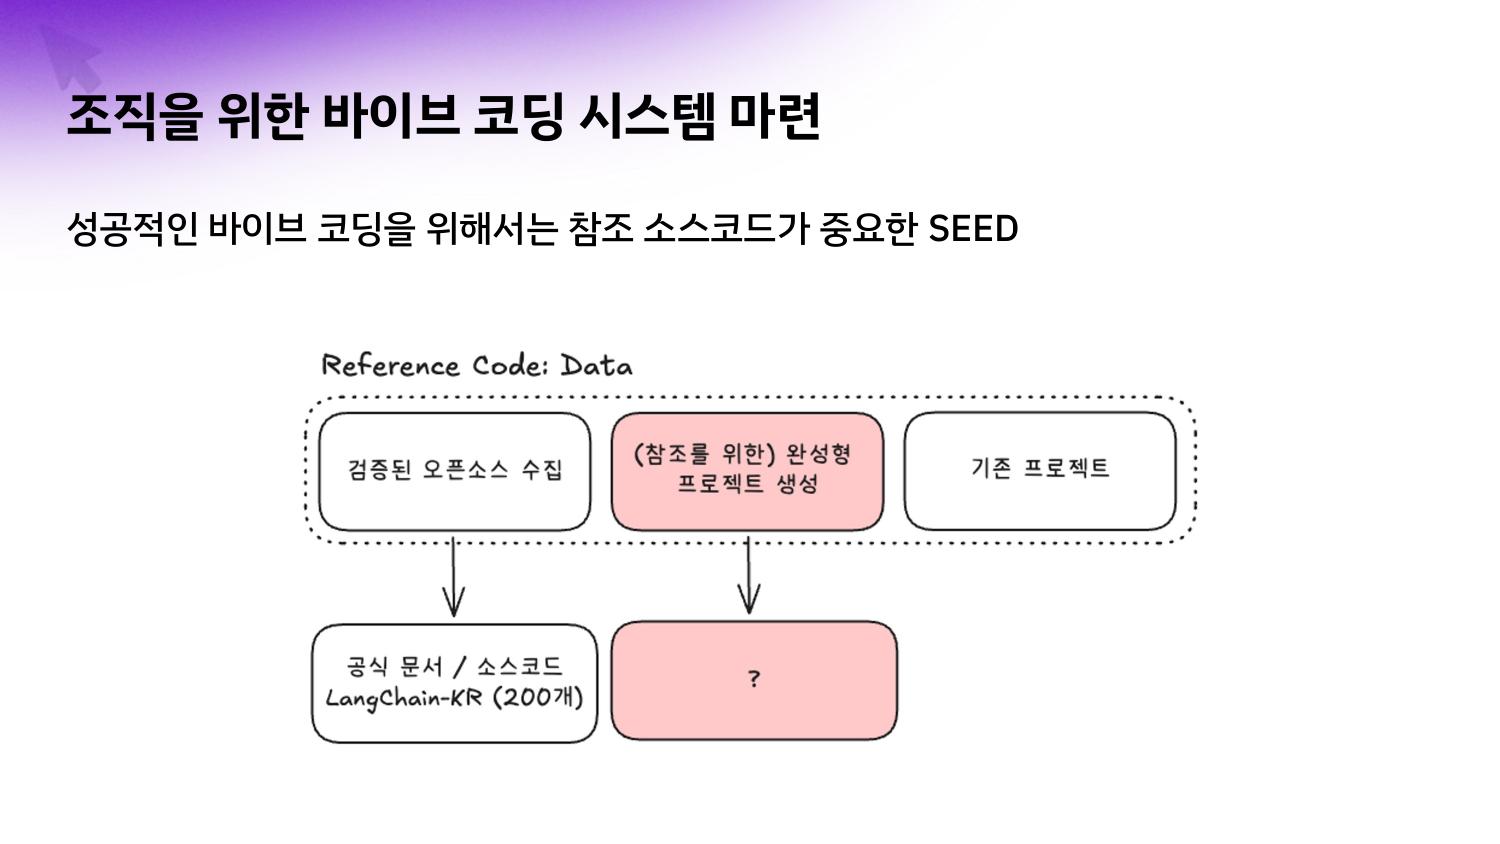 조직을 위한 바이브 코딩 시스템 마련
성공적인 바이브 코딩을 위해서는 참조 소스코드가 중요한 SEED
Reference Code: Data
검증된 오픈소스 수집
(참조를 위한) 완성형
프로젝트 생성
기존 프로젝트
공식 문서 / 소스코드
LangChain-KR (200개)
?